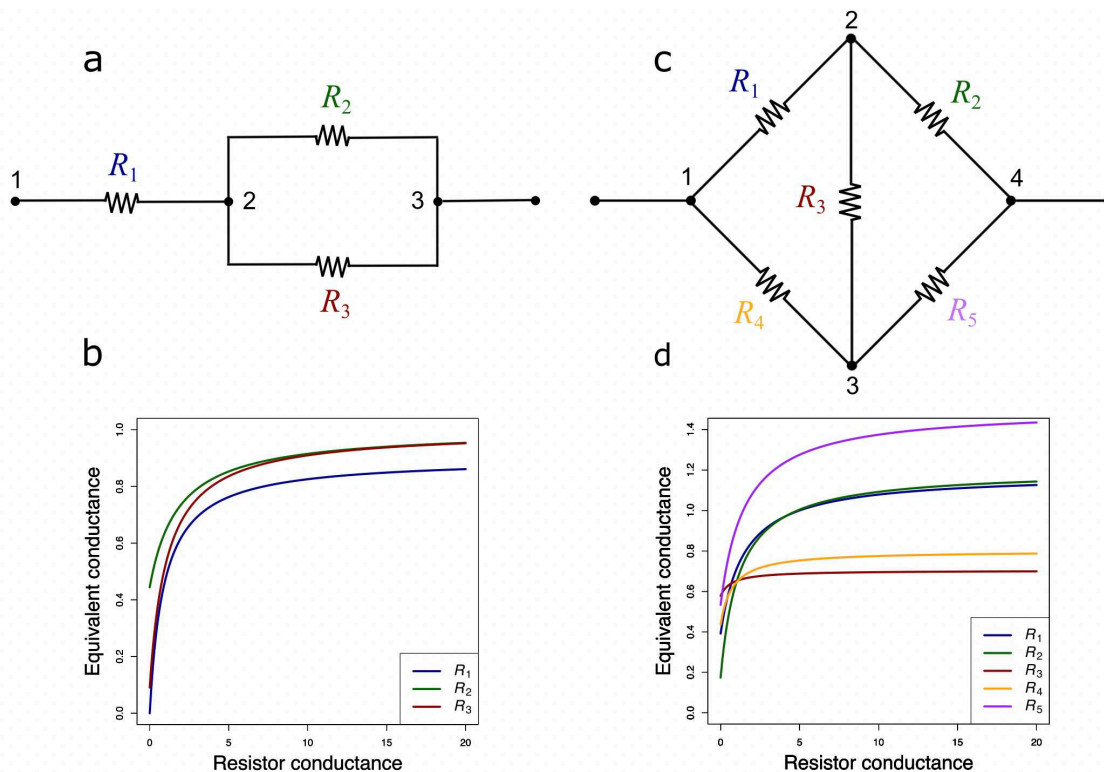 a
R1
R2
R3
1
2
3
b
Equivalent conductance
1.0
0.8
0.6
0.4
0.2
0.0
0
5
10
15
20
Resistor conductance
R1
R2
R3
c
R1
R2
R3
R4
R5
1
2
3
4
d
Equivalent conductance
1.4
1.2
1.0
0.8
0.6
0.4
0.2
0.0
0
5
10
15
20
Resistor conductance
R1
R2
R3
R4
R5